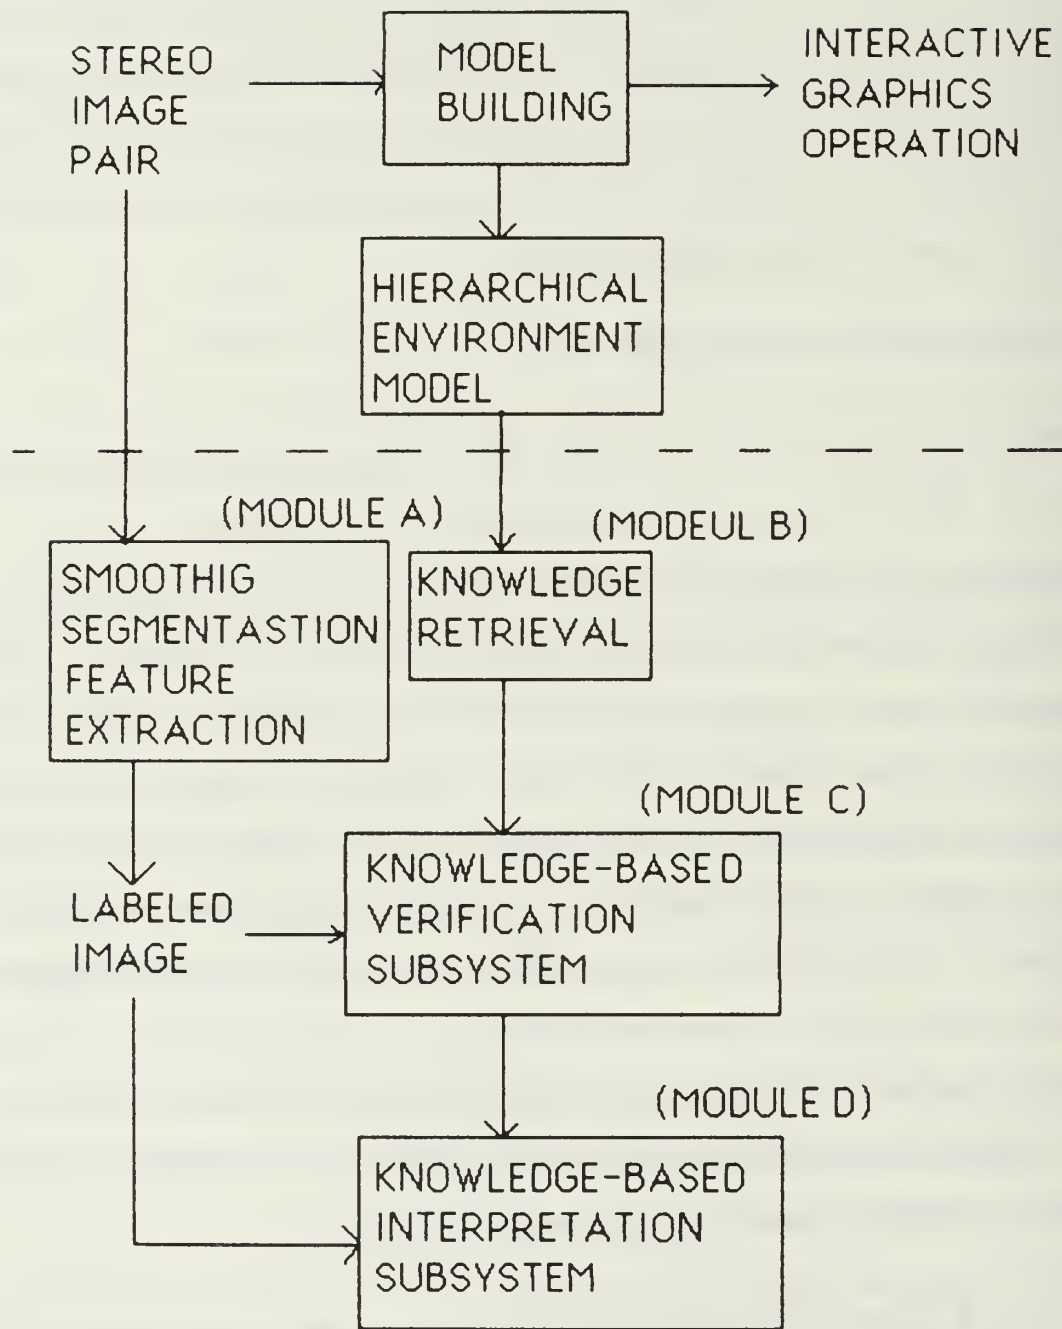 STEREO
IMAGE
PAIR
MODEL
BUILDING
INTERACTIVE
GRAPHICS
OPERATION
HIERARCHICAL
ENVIRONMENT
MODEL
(MODULE A)
(MODEUL B)
SMOOTHIG
SEGMENTASTION
FEATURE
EXTRACTION
KNOWLEDGE
RETRIEVAL
(MODULE C)
LABELED
IMAGE
KNOWLEDGE-BASED
VERIFICATION
SUBSYSTEM
(MODULE D)
KNOWLEDGE-BASED
INTERPRETATION
SUBSYSTEM